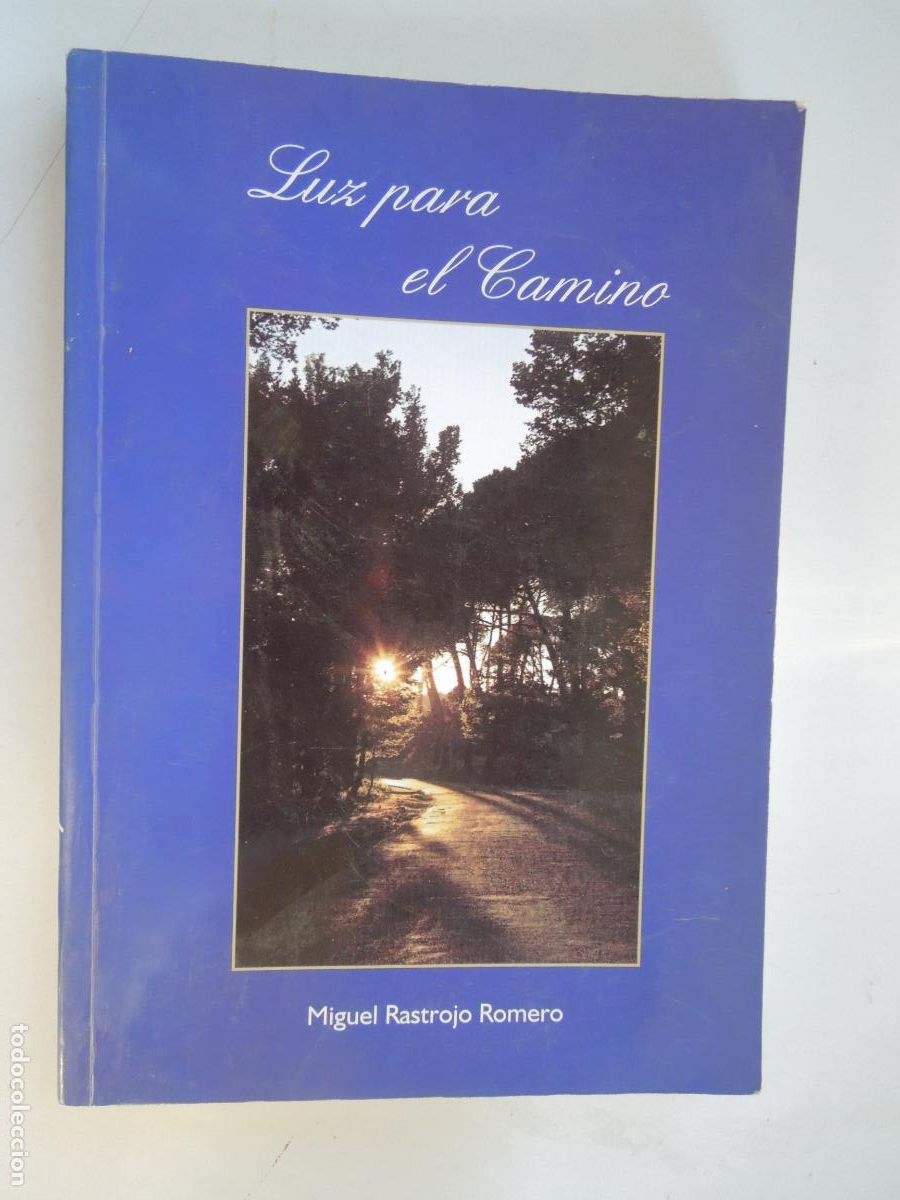 Luz para
el Camino
Miguel Rastrojo Romero
todocoleccion